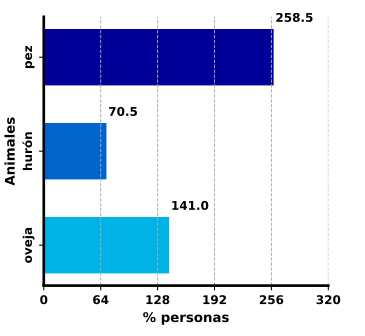 258.5
pez
70.5
hurón
141.0
oveja
Animales
0 64 128 192 256 320
% personas